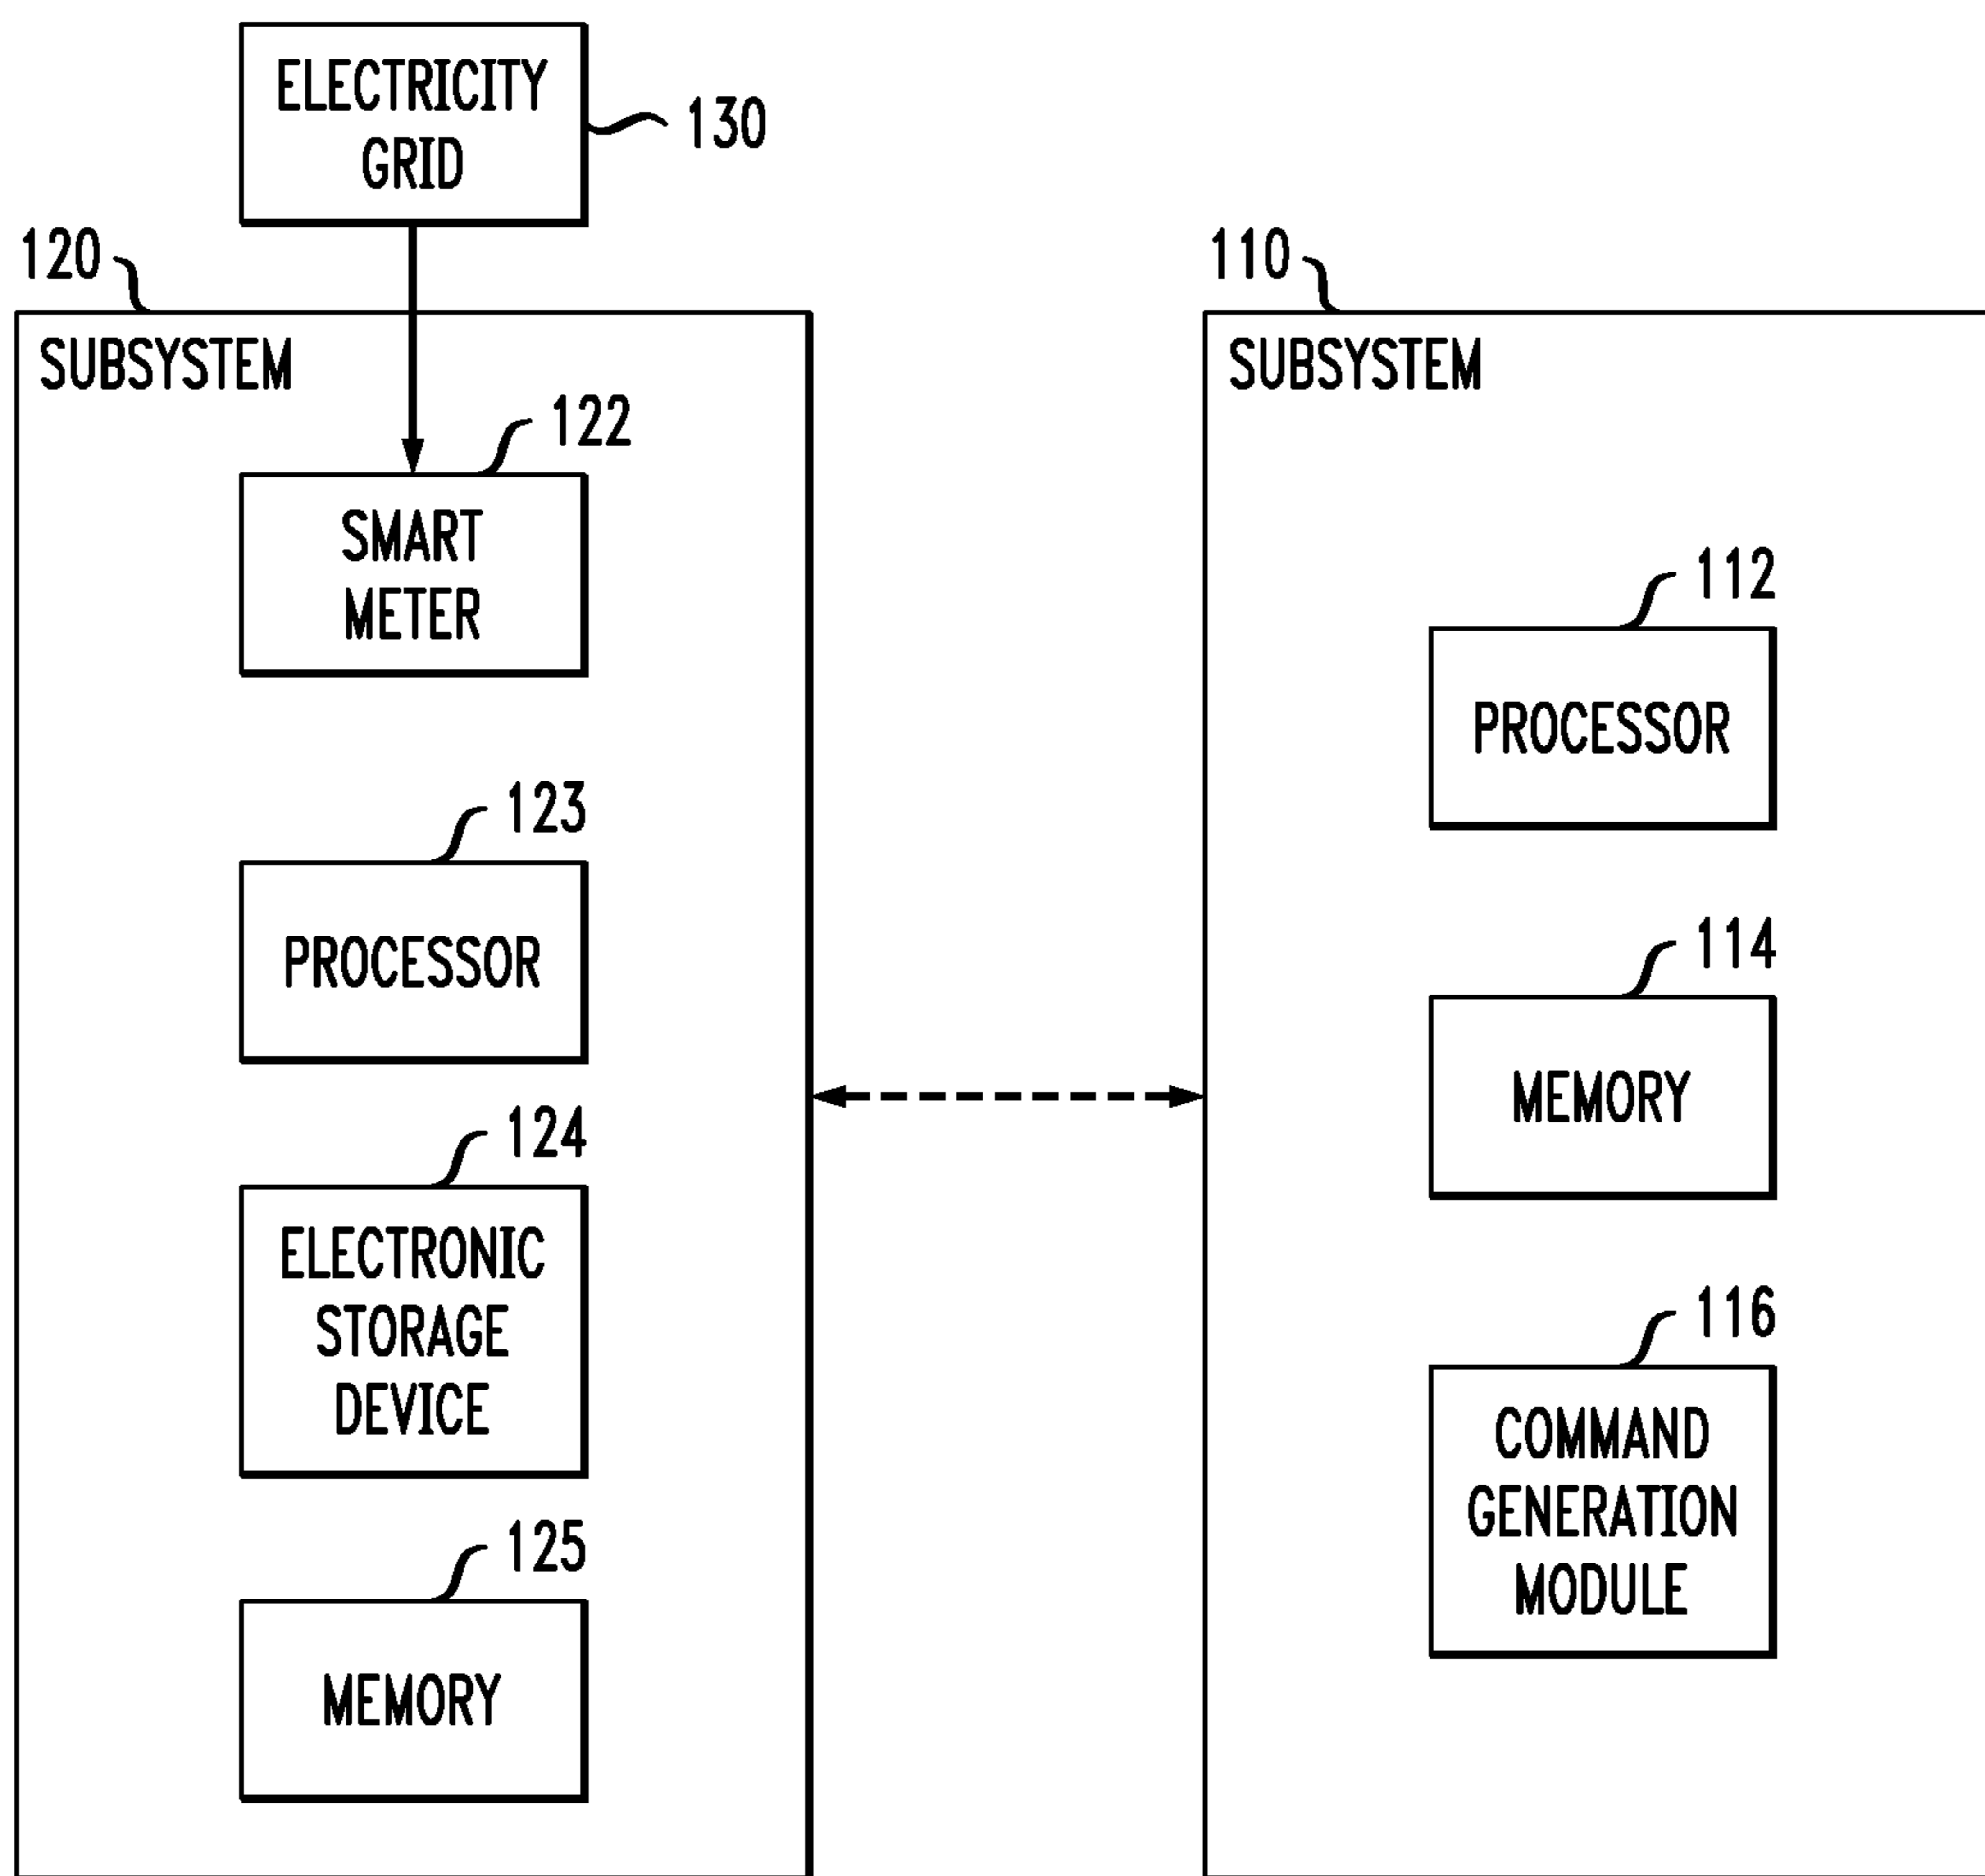 ELECTRICITY
GRID
130
120
SUBSYSTEM
122
SMART
METER
123
PROCESSOR
124
ELECTRONIC
STORAGE
DEVICE
125
MEMORY
110
SUBSYSTEM
112
PROCESSOR
114
MEMORY
116
COMMAND
GENERATION
MODULE